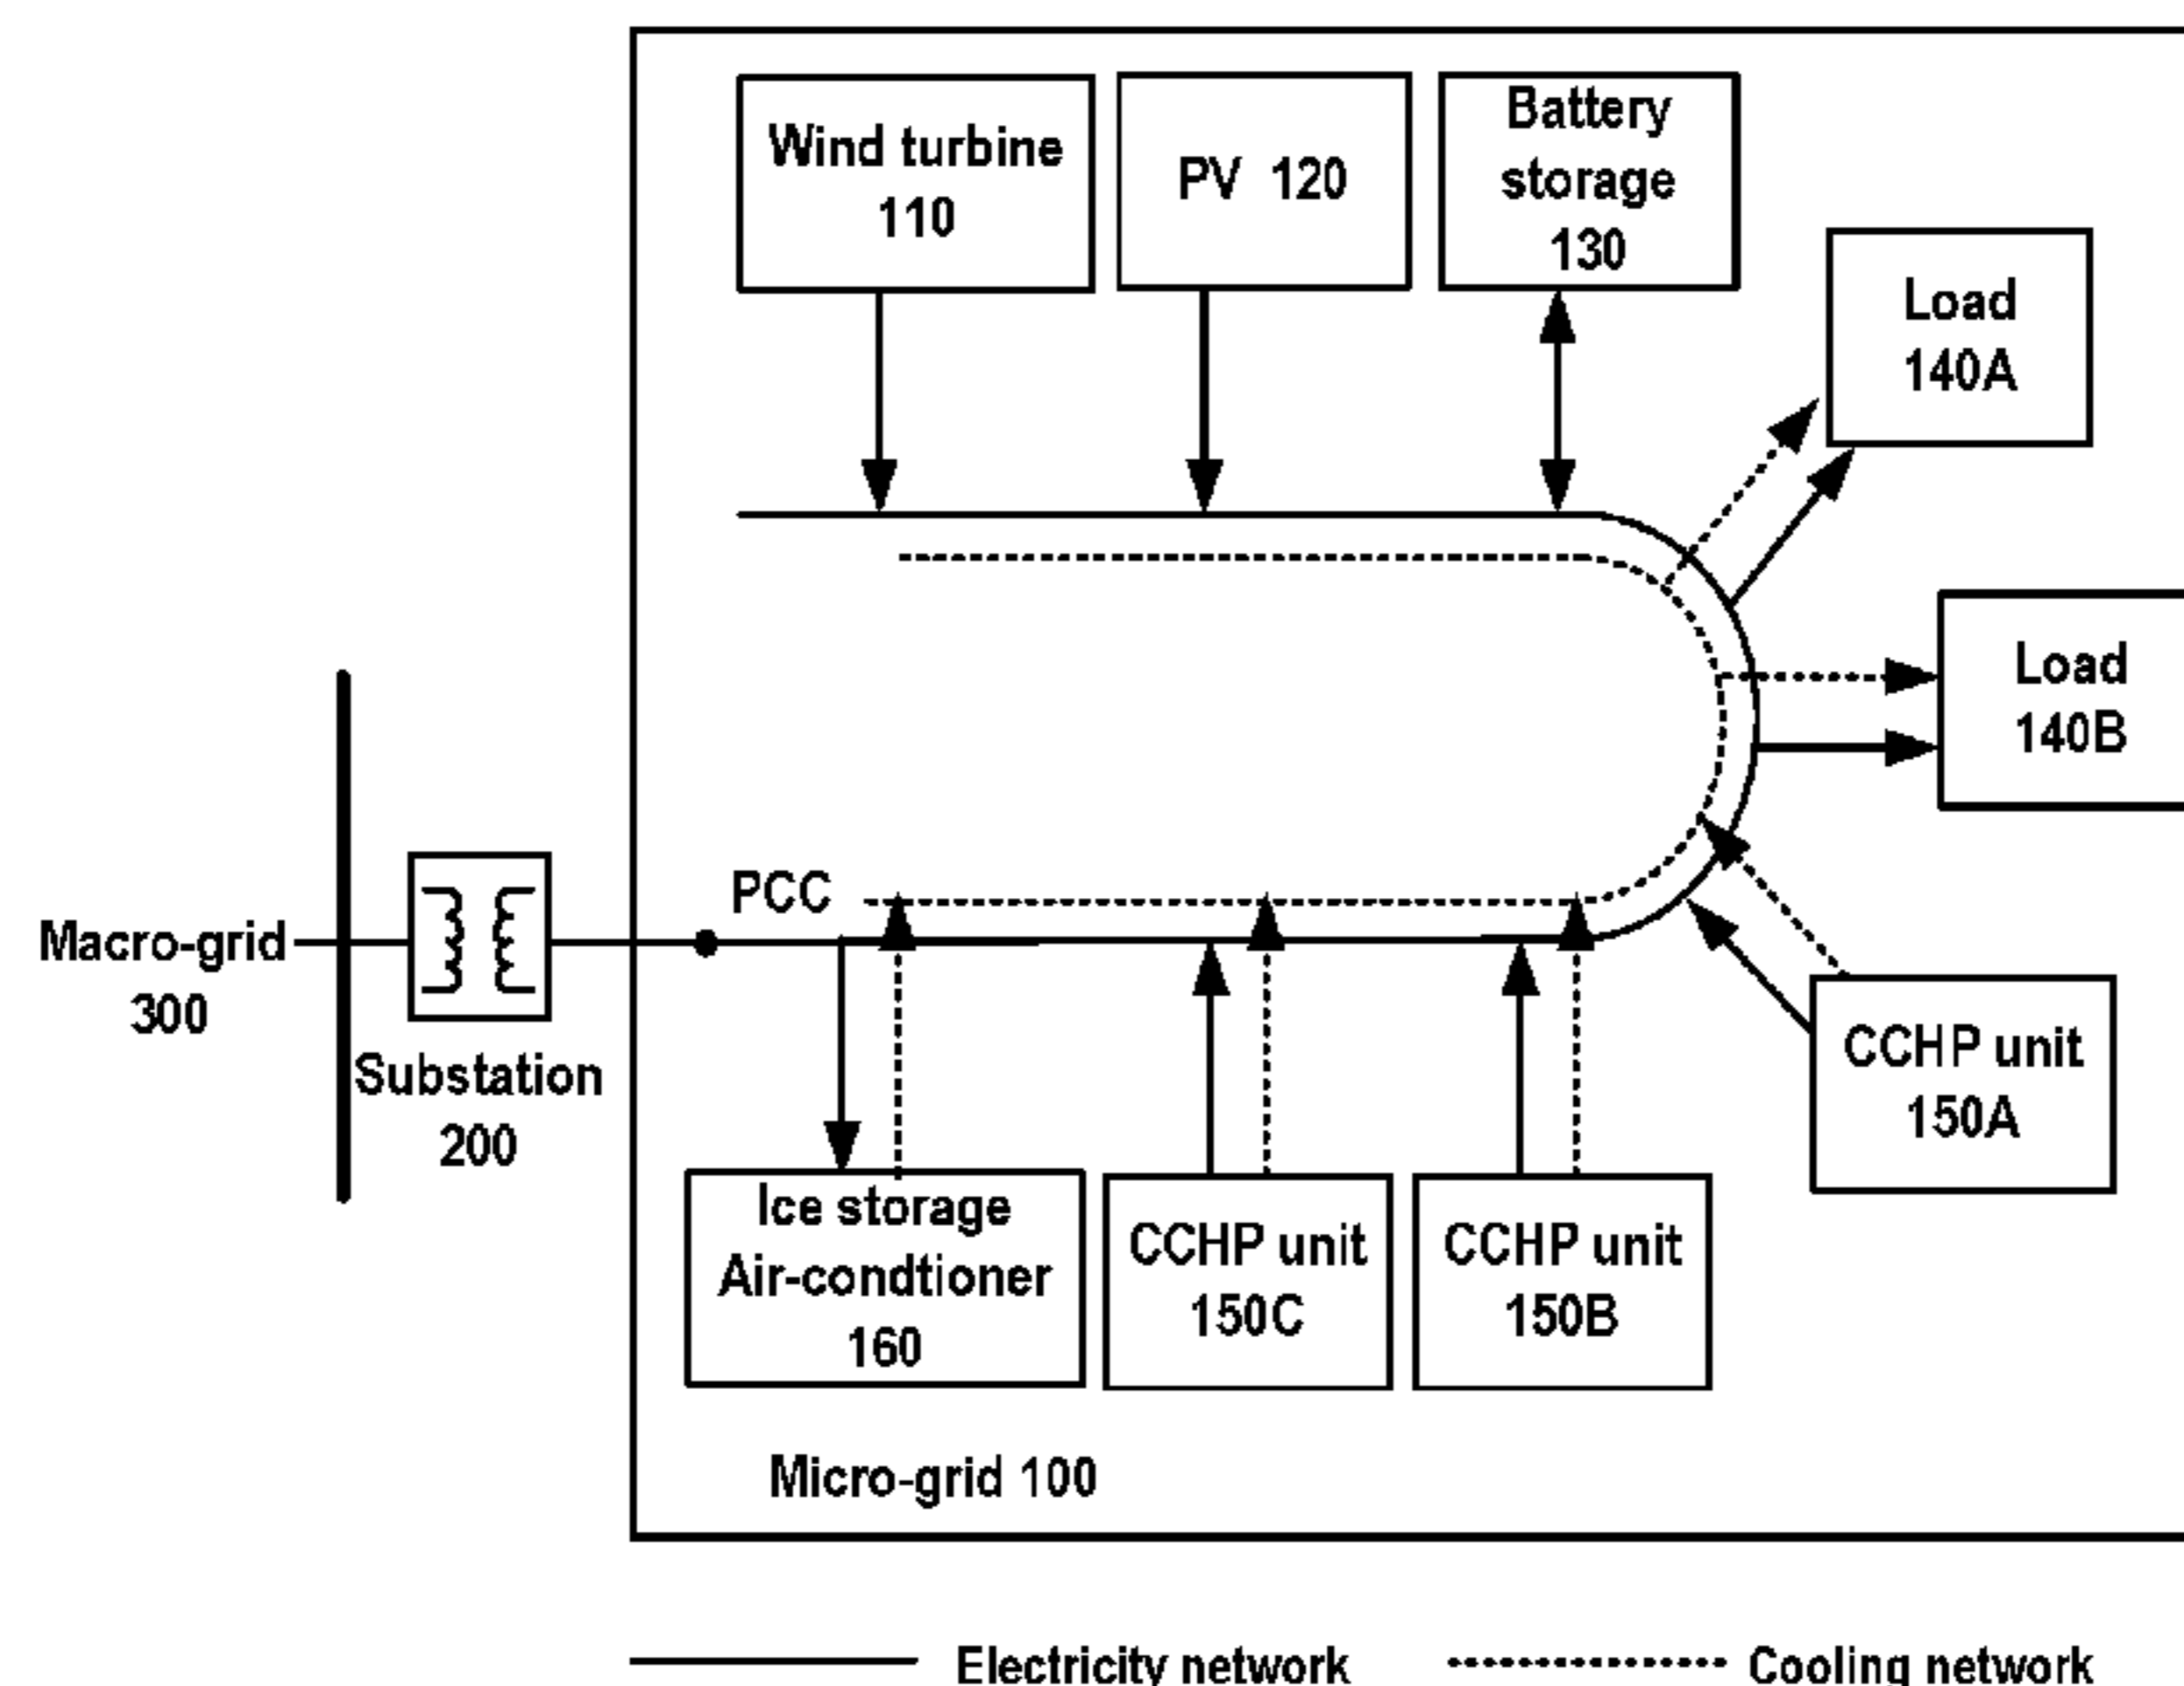 Wind turbine
110
PV 120
Battery
storage
130
Load
140A
Load
140B
PCC
Macro-grid
300
Substation
200
CCHP unit
150A
Ice storage
Air-condtioner
160
CCHP unit
150C
CCHP unit
150B
Micro-grid 100
Electricity network
Cooling network